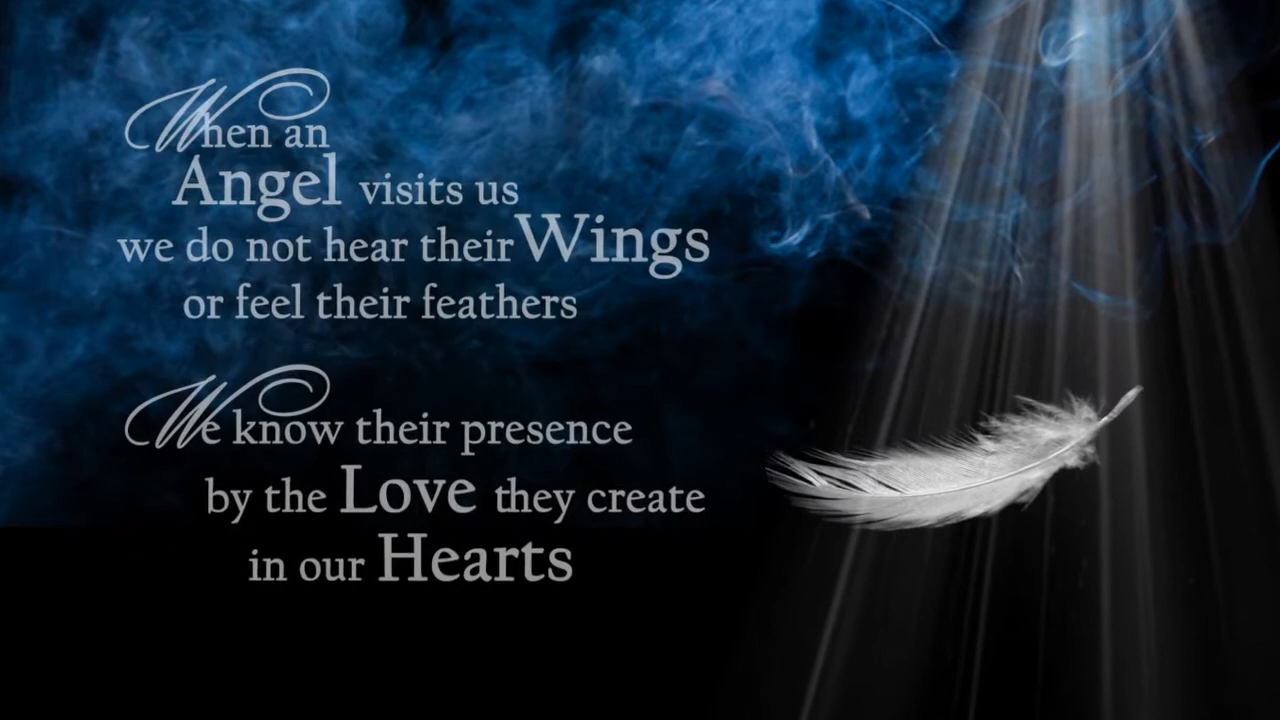 When an
Angel visits us
we do not hear their Wings
or feel their feathers
We know their presence
by the Love they create
in our Hearts